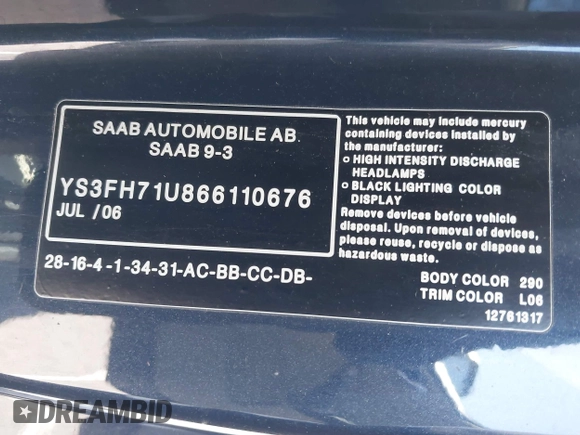 SAAB AUTOMOBILE AB
SAAB 9-3
YS3FH71U866110676
JUL /06
28-16-4 -1-34-31-AC-BB-CC-DB-
This vehicle may include mercury
containing devices installed by
the manufacturer:
o HIGH INTENSITY DISCHARGE
HEADLAMPS
o BLACK LIGHTING COLOR
DISPLAY
Remove devices before vehicle
disposal. Upon removal of devices,
please reuse, recycle or dispose as
hazardous waste.
BODY COLOR 290
TRIM COLOR L06
12761317
DREAMBID